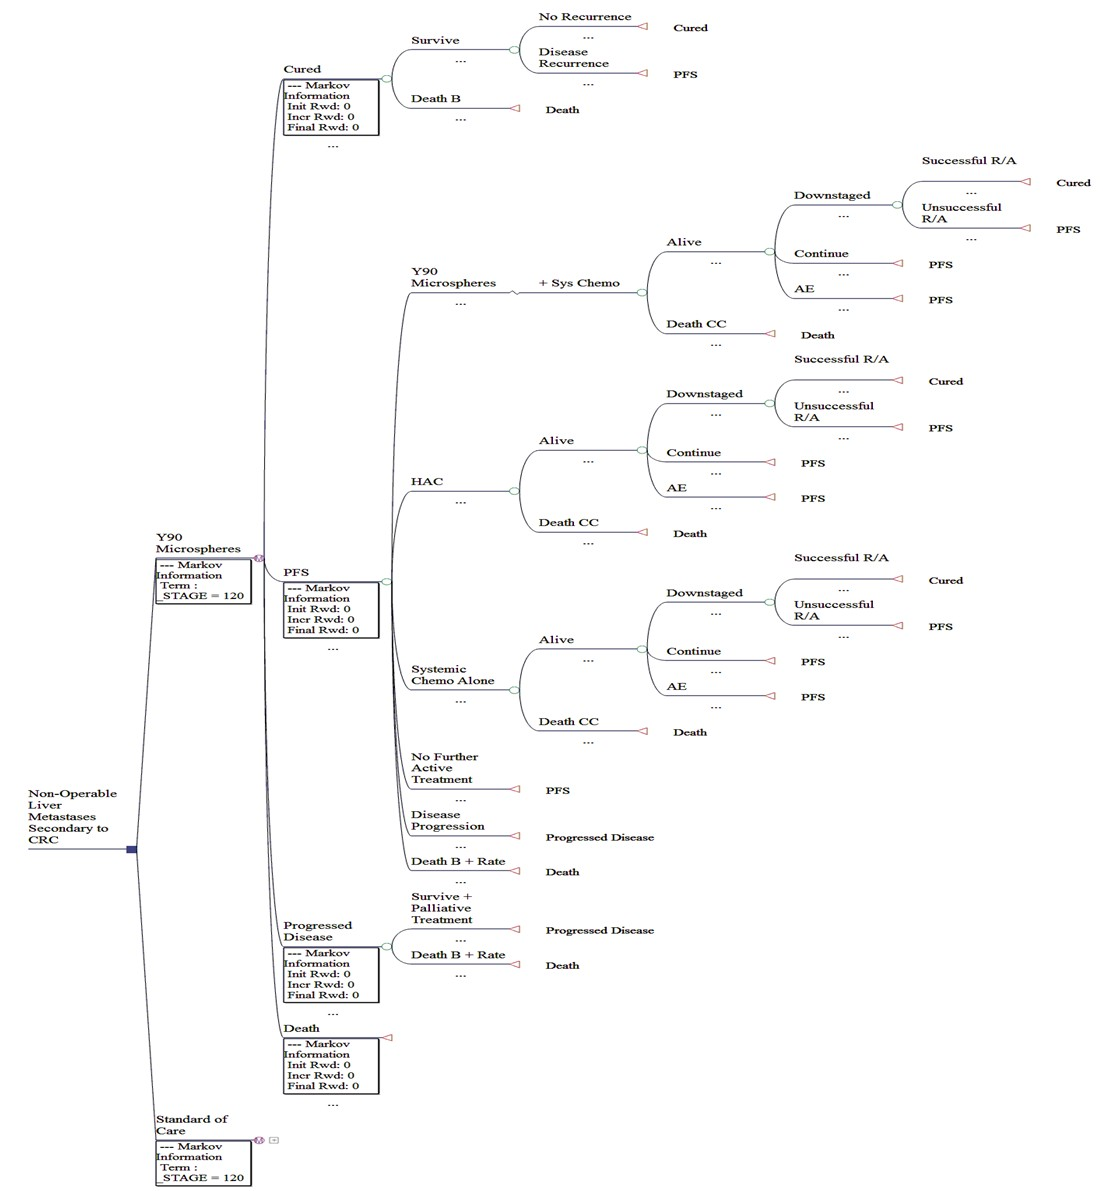 No Recurrence
Cured
...
Survive
...
Disease
Recurrence
PFS
...
Cured
--- Markov
Information
Init Rwd: 0
Incr Rwd: 0
Final Rwd: 0
...
Death B
Death
...
Successful R/A
Cured
...
Downstaged
...
Unsuccessful
R/A
PFS
...
Alive
...
Continue
PFS
...
AE
PFS
...
Y90
Microspheres
...
+ Sys Chemo
Death CC
Death
...
Successful R/A
Cured
...
Downstaged
...
Unsuccessful
R/A
PFS
...
Alive
...
Continue
PFS
...
AE
PFS
...
HAC
...
Death CC
Death
...
Y90
Microspheres
--- Markov
Information
Term :
_STAGE = 120
PFS
--- Markov
Information
Init Rwd: 0
Incr Rwd: 0
Final Rwd: 0
...
Successful R/A
Cured
...
Downstaged
...
Unsuccessful
R/A
PFS
...
Alive
...
Continue
PFS
...
AE
PFS
...
Systemic
Chemo Alone
...
Death CC
Death
...
No Further
Active
Treatment
PFS
...
Disease
Progression
Progressed Disease
...
Death B + Rate
Death
...
Non-Operable
Liver
Metastases
Secondary to
CRC
Survive +
Palliative
Treatment
Progressed Disease
...
Progressed
Disease
--- Markov
Information
Init Rwd: 0
Incr Rwd: 0
Final Rwd: 0
...
Death B + Rate
Death
...
Death
--- Markov
Information
Init Rwd: 0
Incr Rwd: 0
Final Rwd: 0
...
Standard of
Care
--- Markov
Information
Term :
_STAGE = 120